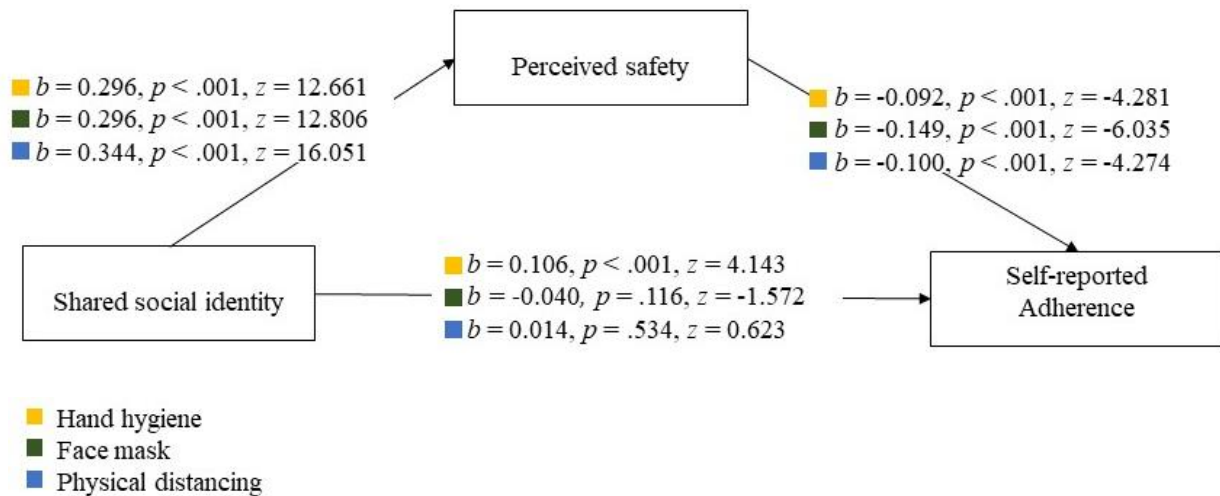 Perceived safety
b = 0.296, p < .001, z = 12.661
b = 0.296, p < .001, z = 12.806
b = 0.344, p < .001, z = 16.051
b = -0.092, p < .001, z = -4.281
b = -0.149, p < .001, z = -6.035
b = -0.100, p < .001, z = -4.274
Shared social identity
b = 0.106, p < .001, z = 4.143
b = -0.040, p = .116, z = -1.572
b = 0.014, p = .534, z = 0.623
Self-reported
Adherence
Hand hygiene
Face mask
Physical distancing